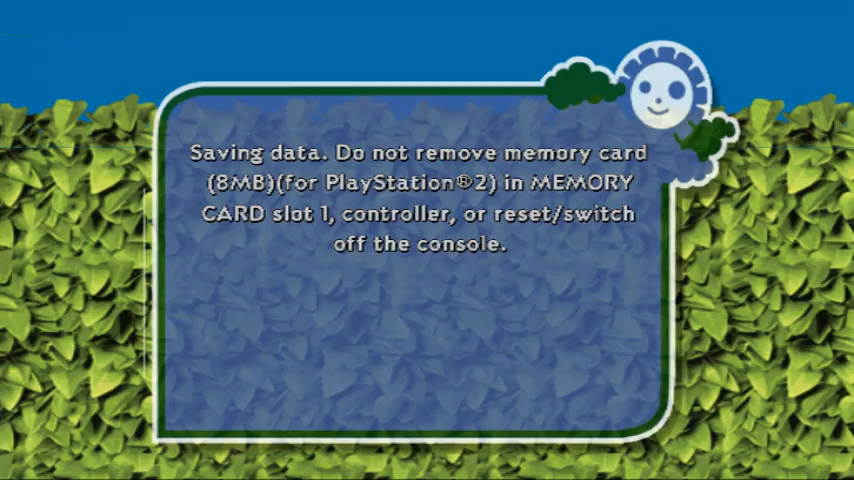 Saving data. Do not remove memory card
(8MB)(for PlayStation®2) in MEMORY
CARD slot 1, controller, or reset/switch
off the console.